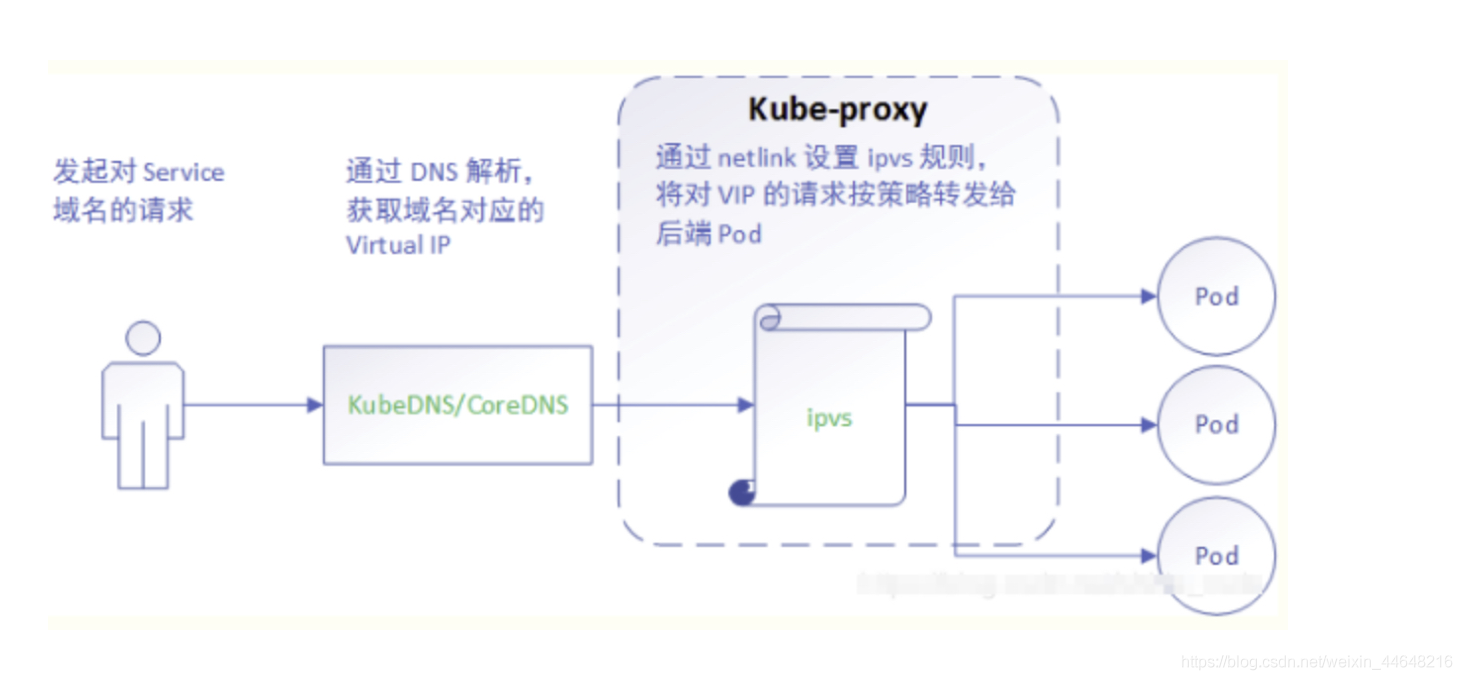 Kube-proxy
发起对 Service
域名的请求
通过 DNS 解析，
获取域名对应的
Virtual IP
通过 netlink 设置 ipvs 规则，
将对 VIP 的请求按策略转发给
后端 Pod
KubeDNS/CoreDNS
ipvs
Pod
Pod
Pod
https://blog.csdn.net/weixin_44648216